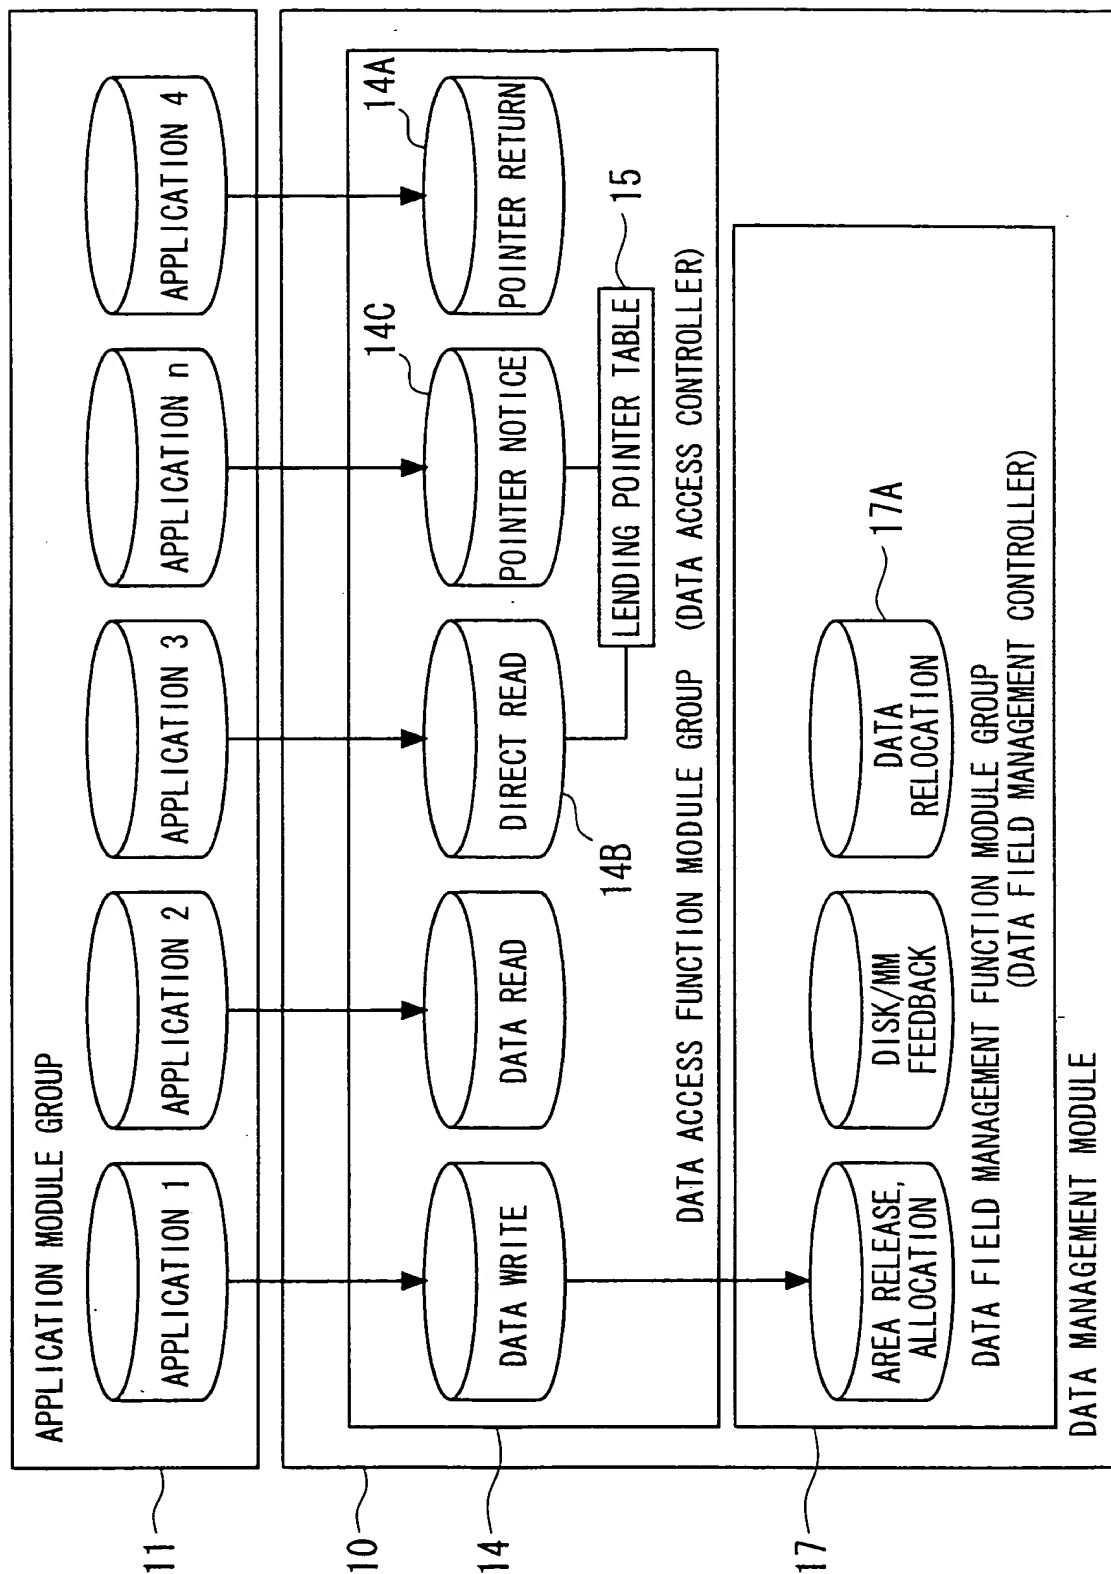 APPLICATION MODULE GROUP
11
APPLICATION 1
APPLICATION 2
APPLICATION 3
APPLICATION n
APPLICATION 4
10
14
DATA WRITE
DATA READ
DIRECT READ
14B
POINTER NOTICE
14C
POINTER RETURN
14A
LENDING POINTER TABLE
15
DATA ACCESS FUNCTION MODULE GROUP (DATA ACCESS CONTROLLER)
17
AREA RELEASE,
ALLOCATION
DISK/MM
FEEDBACK
DATA
RELOCATION
17A
DATA FIELD MANAGEMENT FUNCTION MODULE GROUP
(DATA FIELD MANAGEMENT CONTROLLER)
DATA MANAGEMENT MODULE